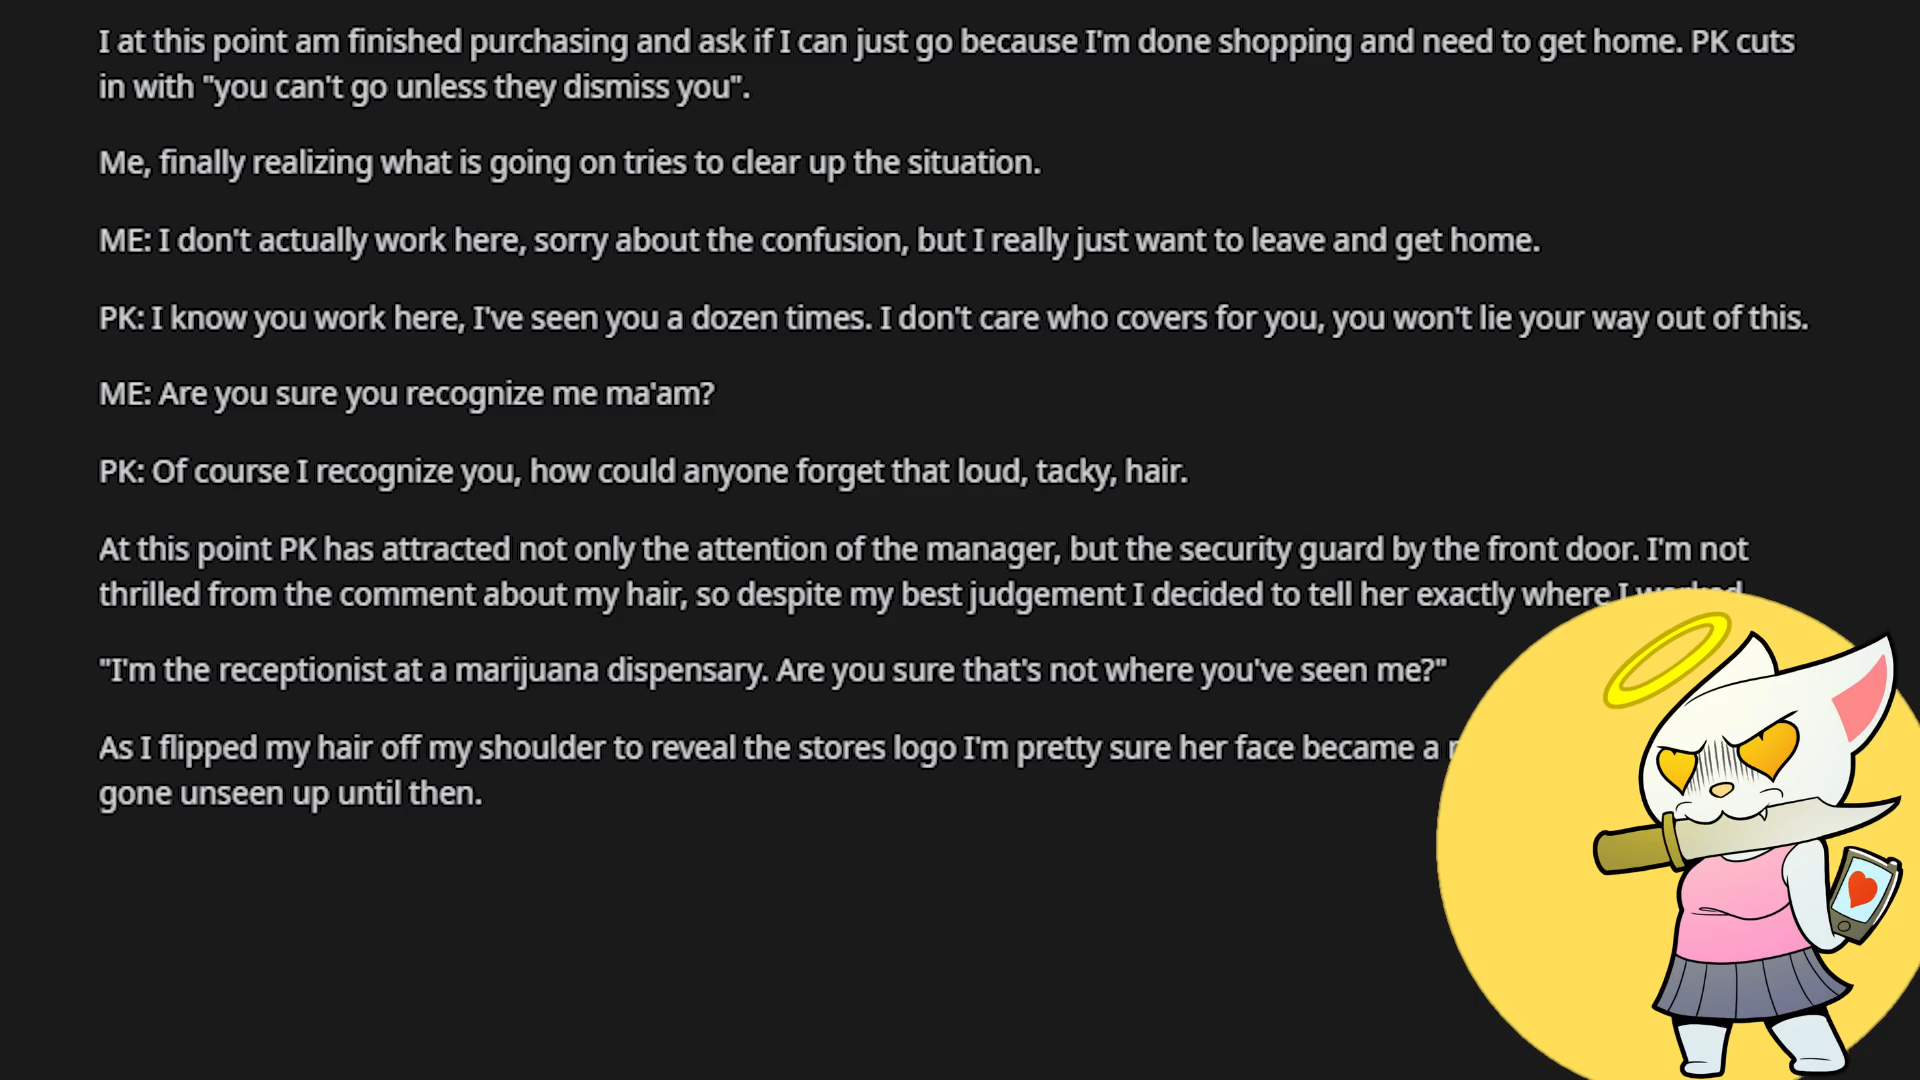 I at this point am finished purchasing and ask if I can just go because I'm done shopping and need to get home. PK cuts
in with "you can't go unless they dismiss you".
Me, finally realizing what is going on tries to clear up the situation.
ME: I don't actually work here, sorry about the confusion, but I really just want to leave and get home.
PK: I know you work here, I've seen you a dozen times. I don't care who covers for you, you won't lie your way out of this.
ME: Are you sure you recognize me ma'am?
PK: Of course I recognize you, how could anyone forget that loud, tacky, hair.
At this point PK has attracted not only the attention of the manager, but the security guard by the front door. I'm not
thrilled from the comment about my hair, so despite my best judgement I decided to tell her exactly where I worked
"I'm the receptionist at a marijuana dispensary. Are you sure that's not where you've seen me?"
As I flipped my hair off my shoulder to reveal the stores logo I'm pretty sure her face became a
gone unseen up until then.